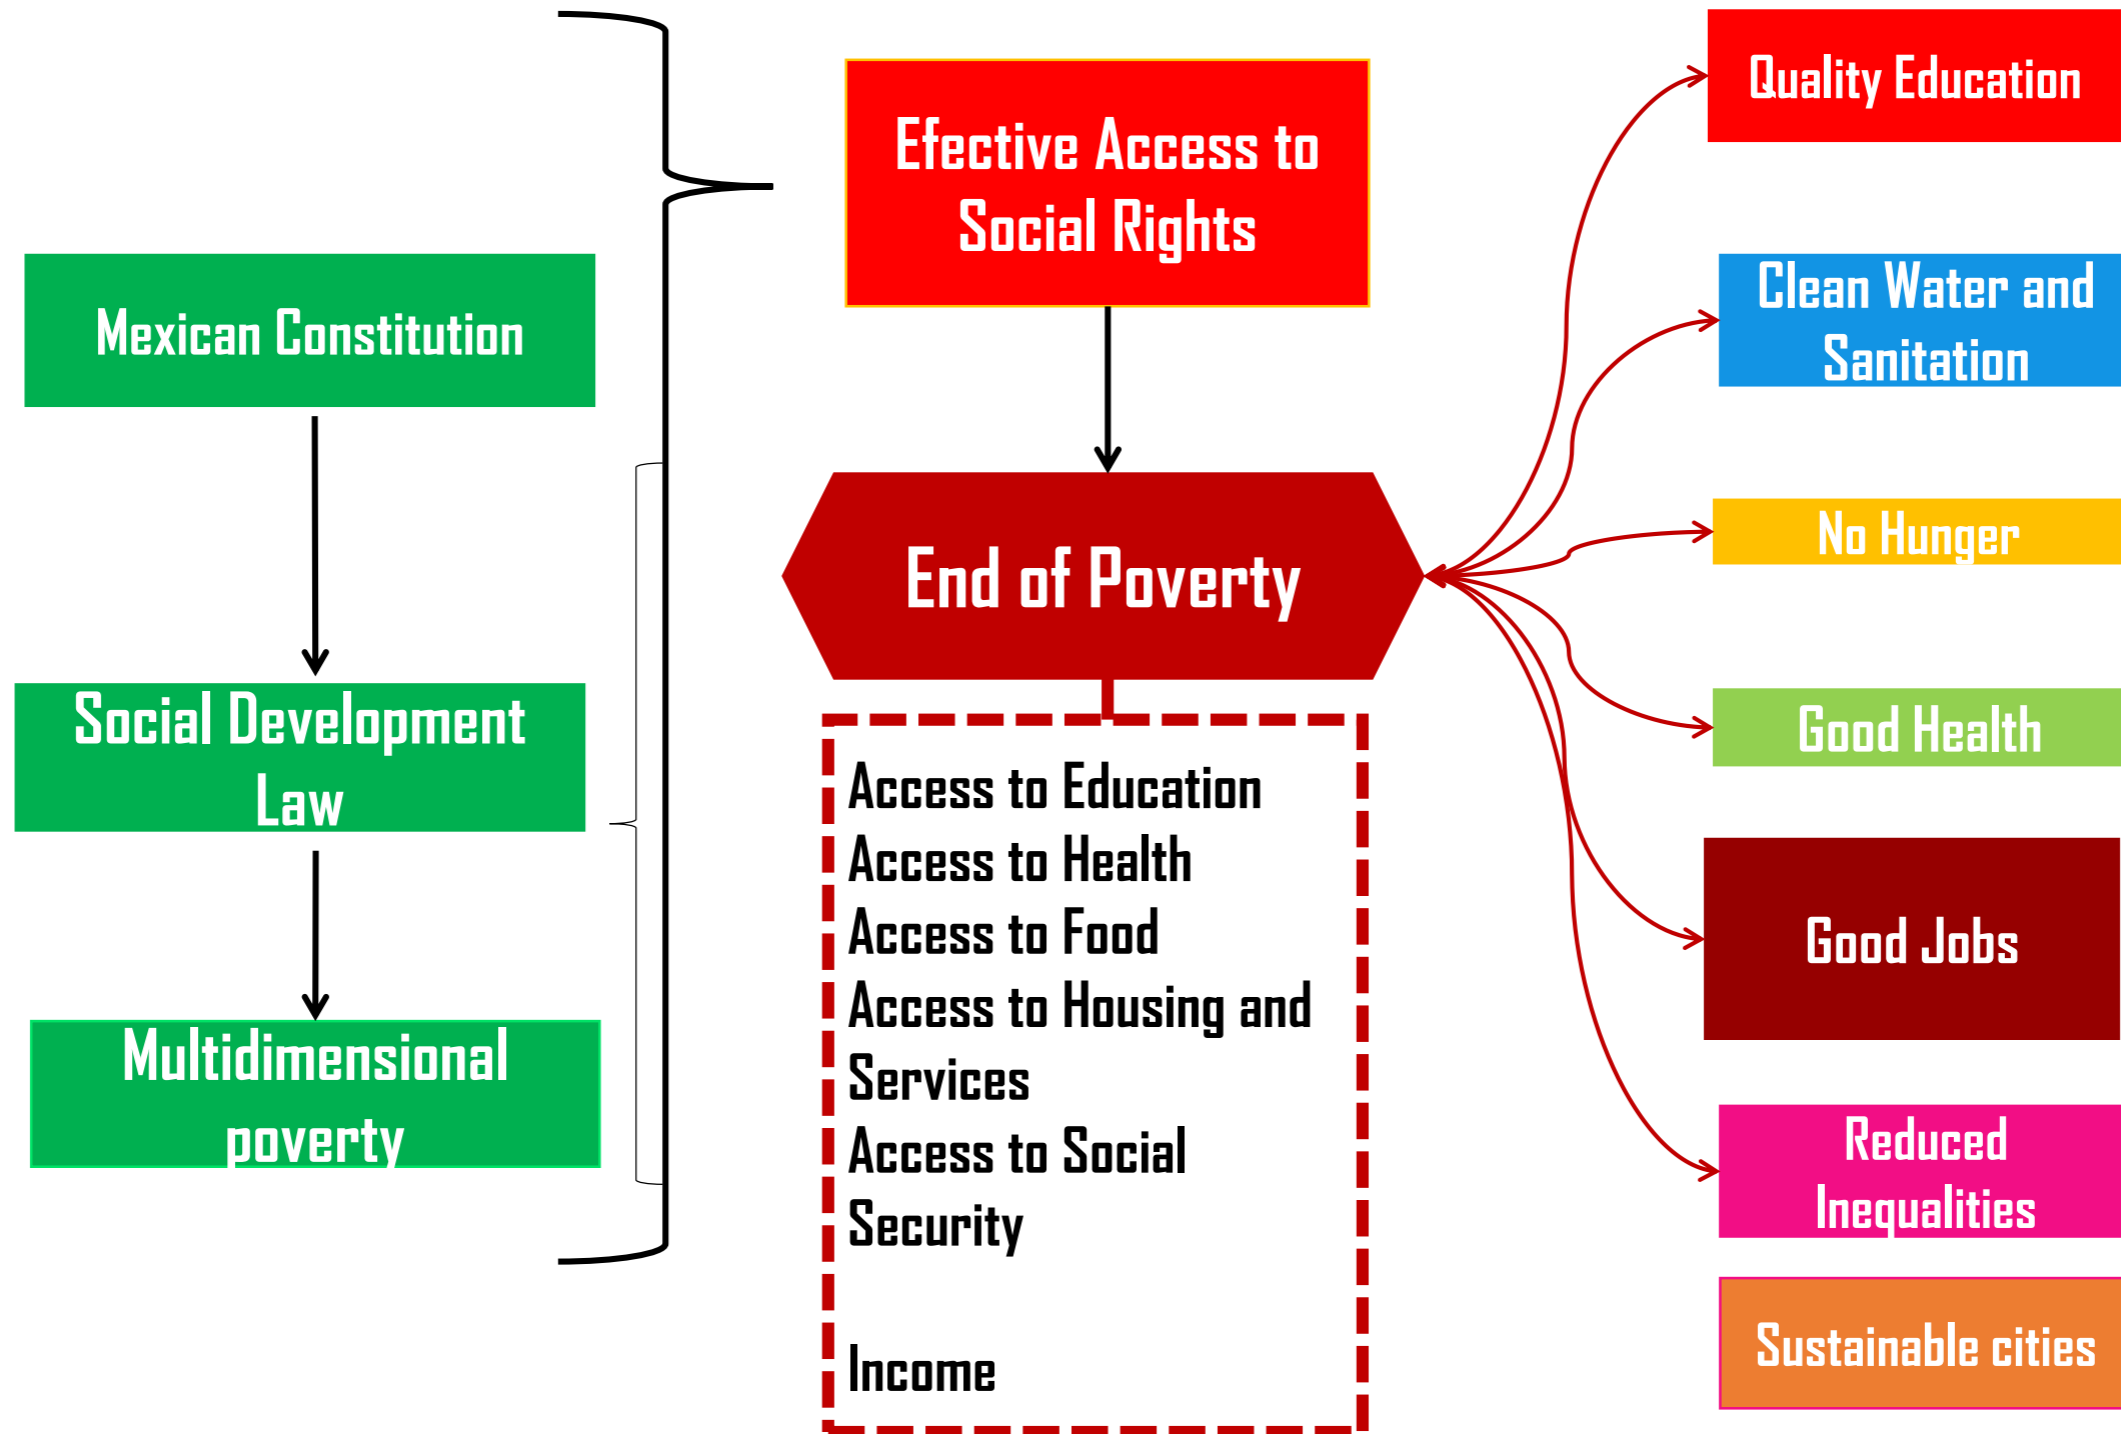 Mexican Constitution
Social Development
Law
Multidimensional
poverty
Efective Access to
Social Rights
End of Poverty
Access to Education
Access to Health
Access to Food
Access to Housing and
Services
Access to Social
Security
Income
Quality Education
Clean Water and
Sanitation
No Hunger
Good Health
Good Jobs
Reduced
Inequalities
Sustainable cities